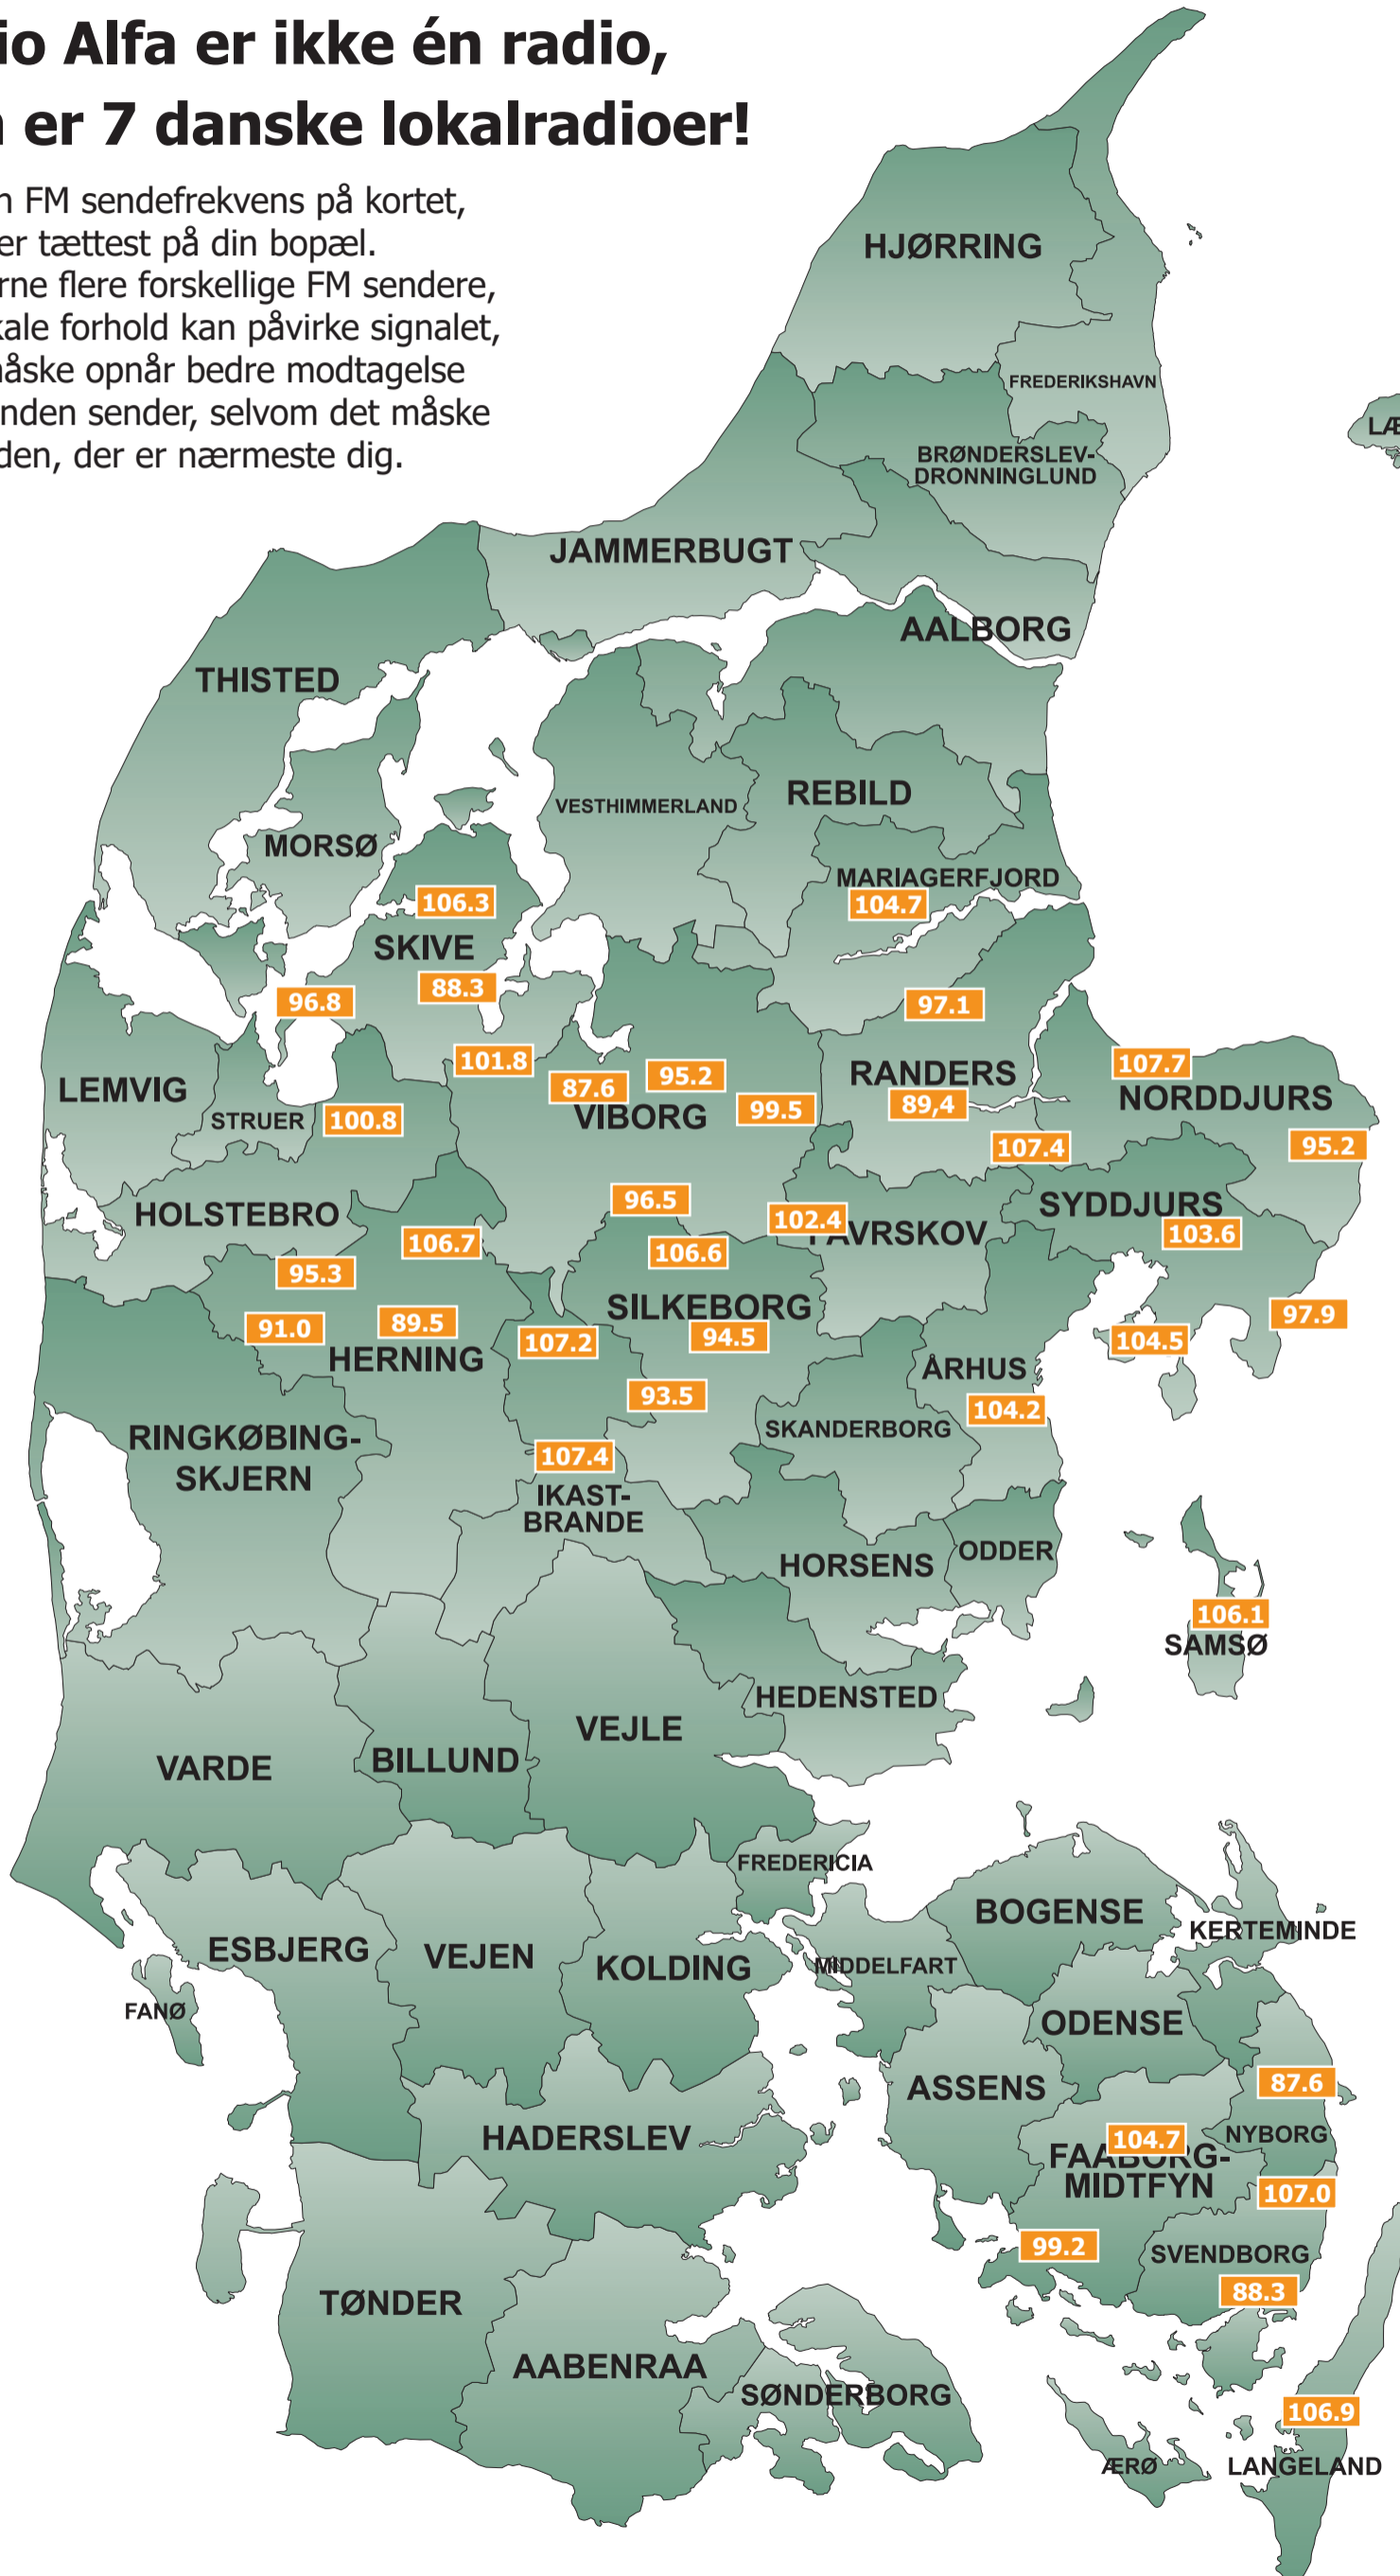 io Alfa er ikke én radio,
er 7 danske lokalradioer!
n FM sendefrekvens på kortet,
er tættest på din bopæl.
rne flere forskellige FM sendere,
kale forhold kan påvirke signalet,
måske opnår bedre modtagelse
nden sender, selvom det måske
den, der er nærmeste dig.
HJØRRING
FREDERIKSHAVN
LÆ
BRØNDERSLEV-
DRONNINGLUND
JAMMERBUGT
AALBORG
THISTED
REBILD
VESTHIMMERLAND
MORSØ
MARIAGERFJORD
106.3
104.7
SKIVE
88.3
96.8
97.1
101.8
107.7
RANDERS
95.2
87.6
LEMVIG
NORDDJURS
89,4
99.5
VIBORG
STRUER
100.8
107.4
95.2
96.5
SYDDJURS
HOLSTEBRO
102.4
AVRSKOV
103.6
106.7
106.6
95.3
SILKEBORG
97.9
91.0
89.5
94.5
107.2
104.5
HERNING
ÅRHUS
93.5
104.2
SKANDERBORG
RINGKØBING-
SKJERN
107.4
IKAST-
BRANDE
ODDER
HORSENS
106.1
SAMSØ
HEDENSTED
VEJLE
BILLUND
VARDE
FREDERICIA
BOGENSE
KERTEMINDE
ESBJERG
VEJEN
KOLDING
MIDDELFART
FANØ
ODENSE
87.6
ASSENS
NYBORG
HADERSLEV
104.7
FAABORG-
MIDTFYN
107.0
99.2
SVENDBORG
88.3
TØNDER
AABENRAA
SØNDERBORG
106.9
ÆRØ
LANGELAND